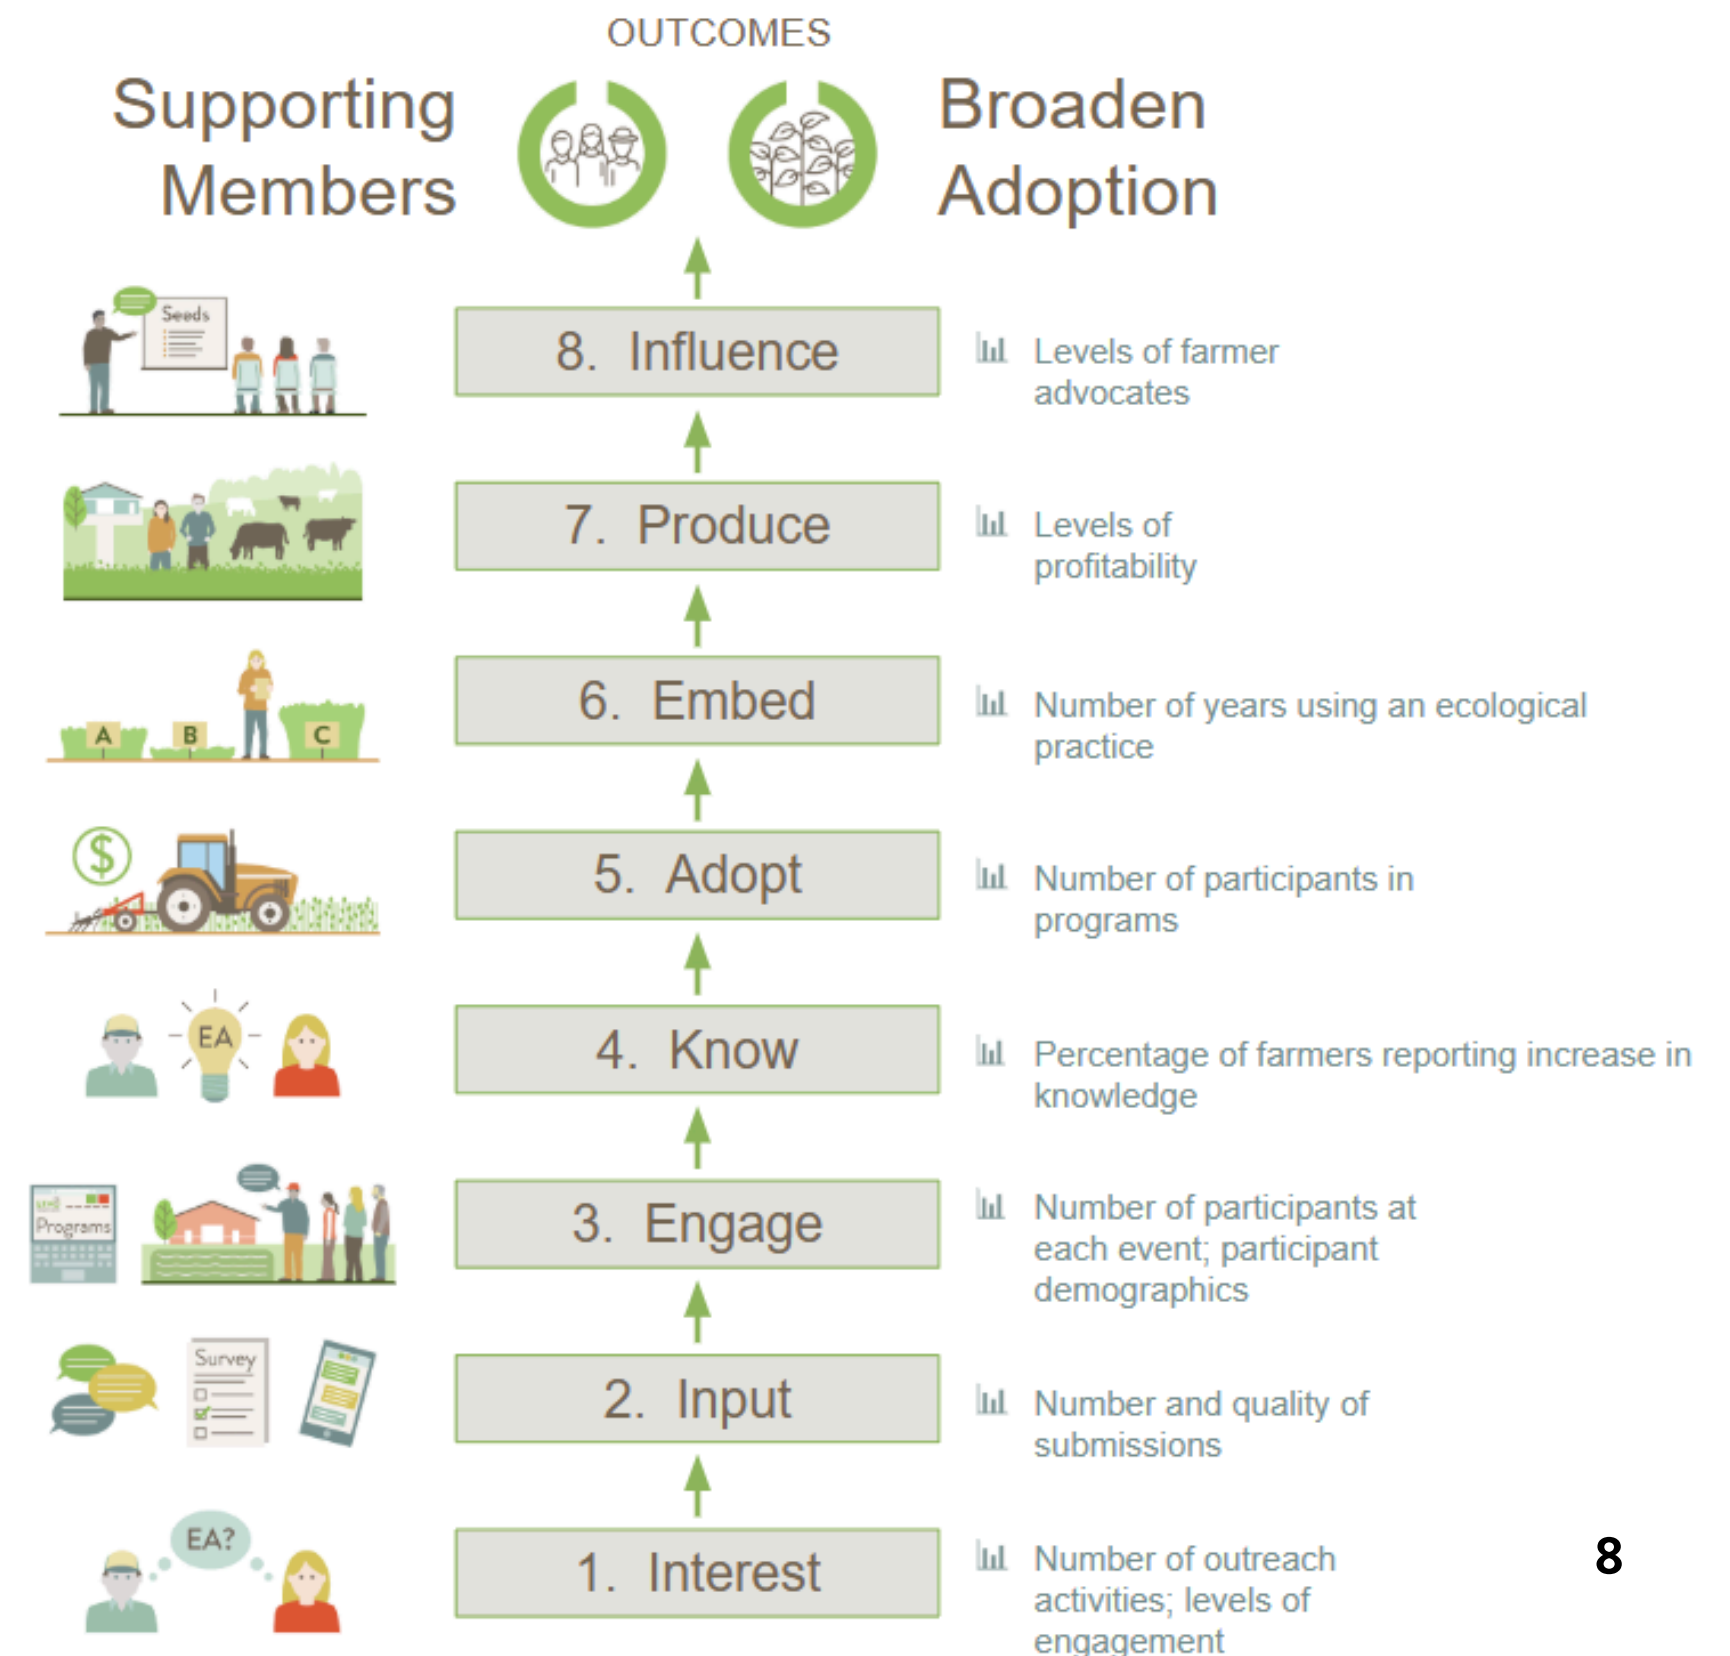 OUTCOMES
Supporting
Members
Broaden
Adoption
Seeds
8. Influence
Levels of farmer
advocates
7. Produce
Levels of
profitability
6. Embed
A
B
C
Number of years using an ecological
practice
$
5. Adopt
Number of participants in
programs
EA
4. Know
Percentage of farmers reporting increase in
knowledge
Programs
3. Engage
Number of participants at
each event; participant
demographics
Survey
2. Input
Number and quality of
submissions
EA?
1. Interest
Number of outreach
activities; levels of
engagement
8